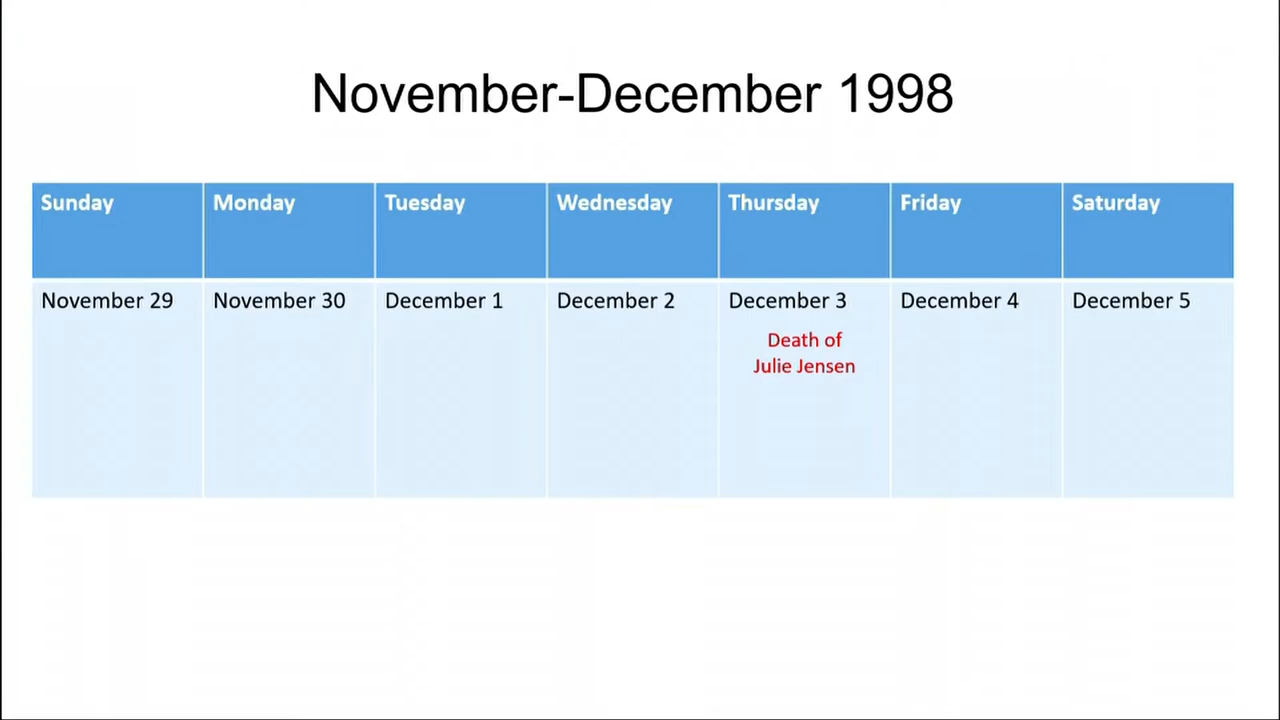 November-December 1998
Sunday Monday Tuesday Wednesday Thursday Friday Saturday
November 29 November 30 December 1 December 2 December 3 December 4 December 5
Death of
Julie Jensen